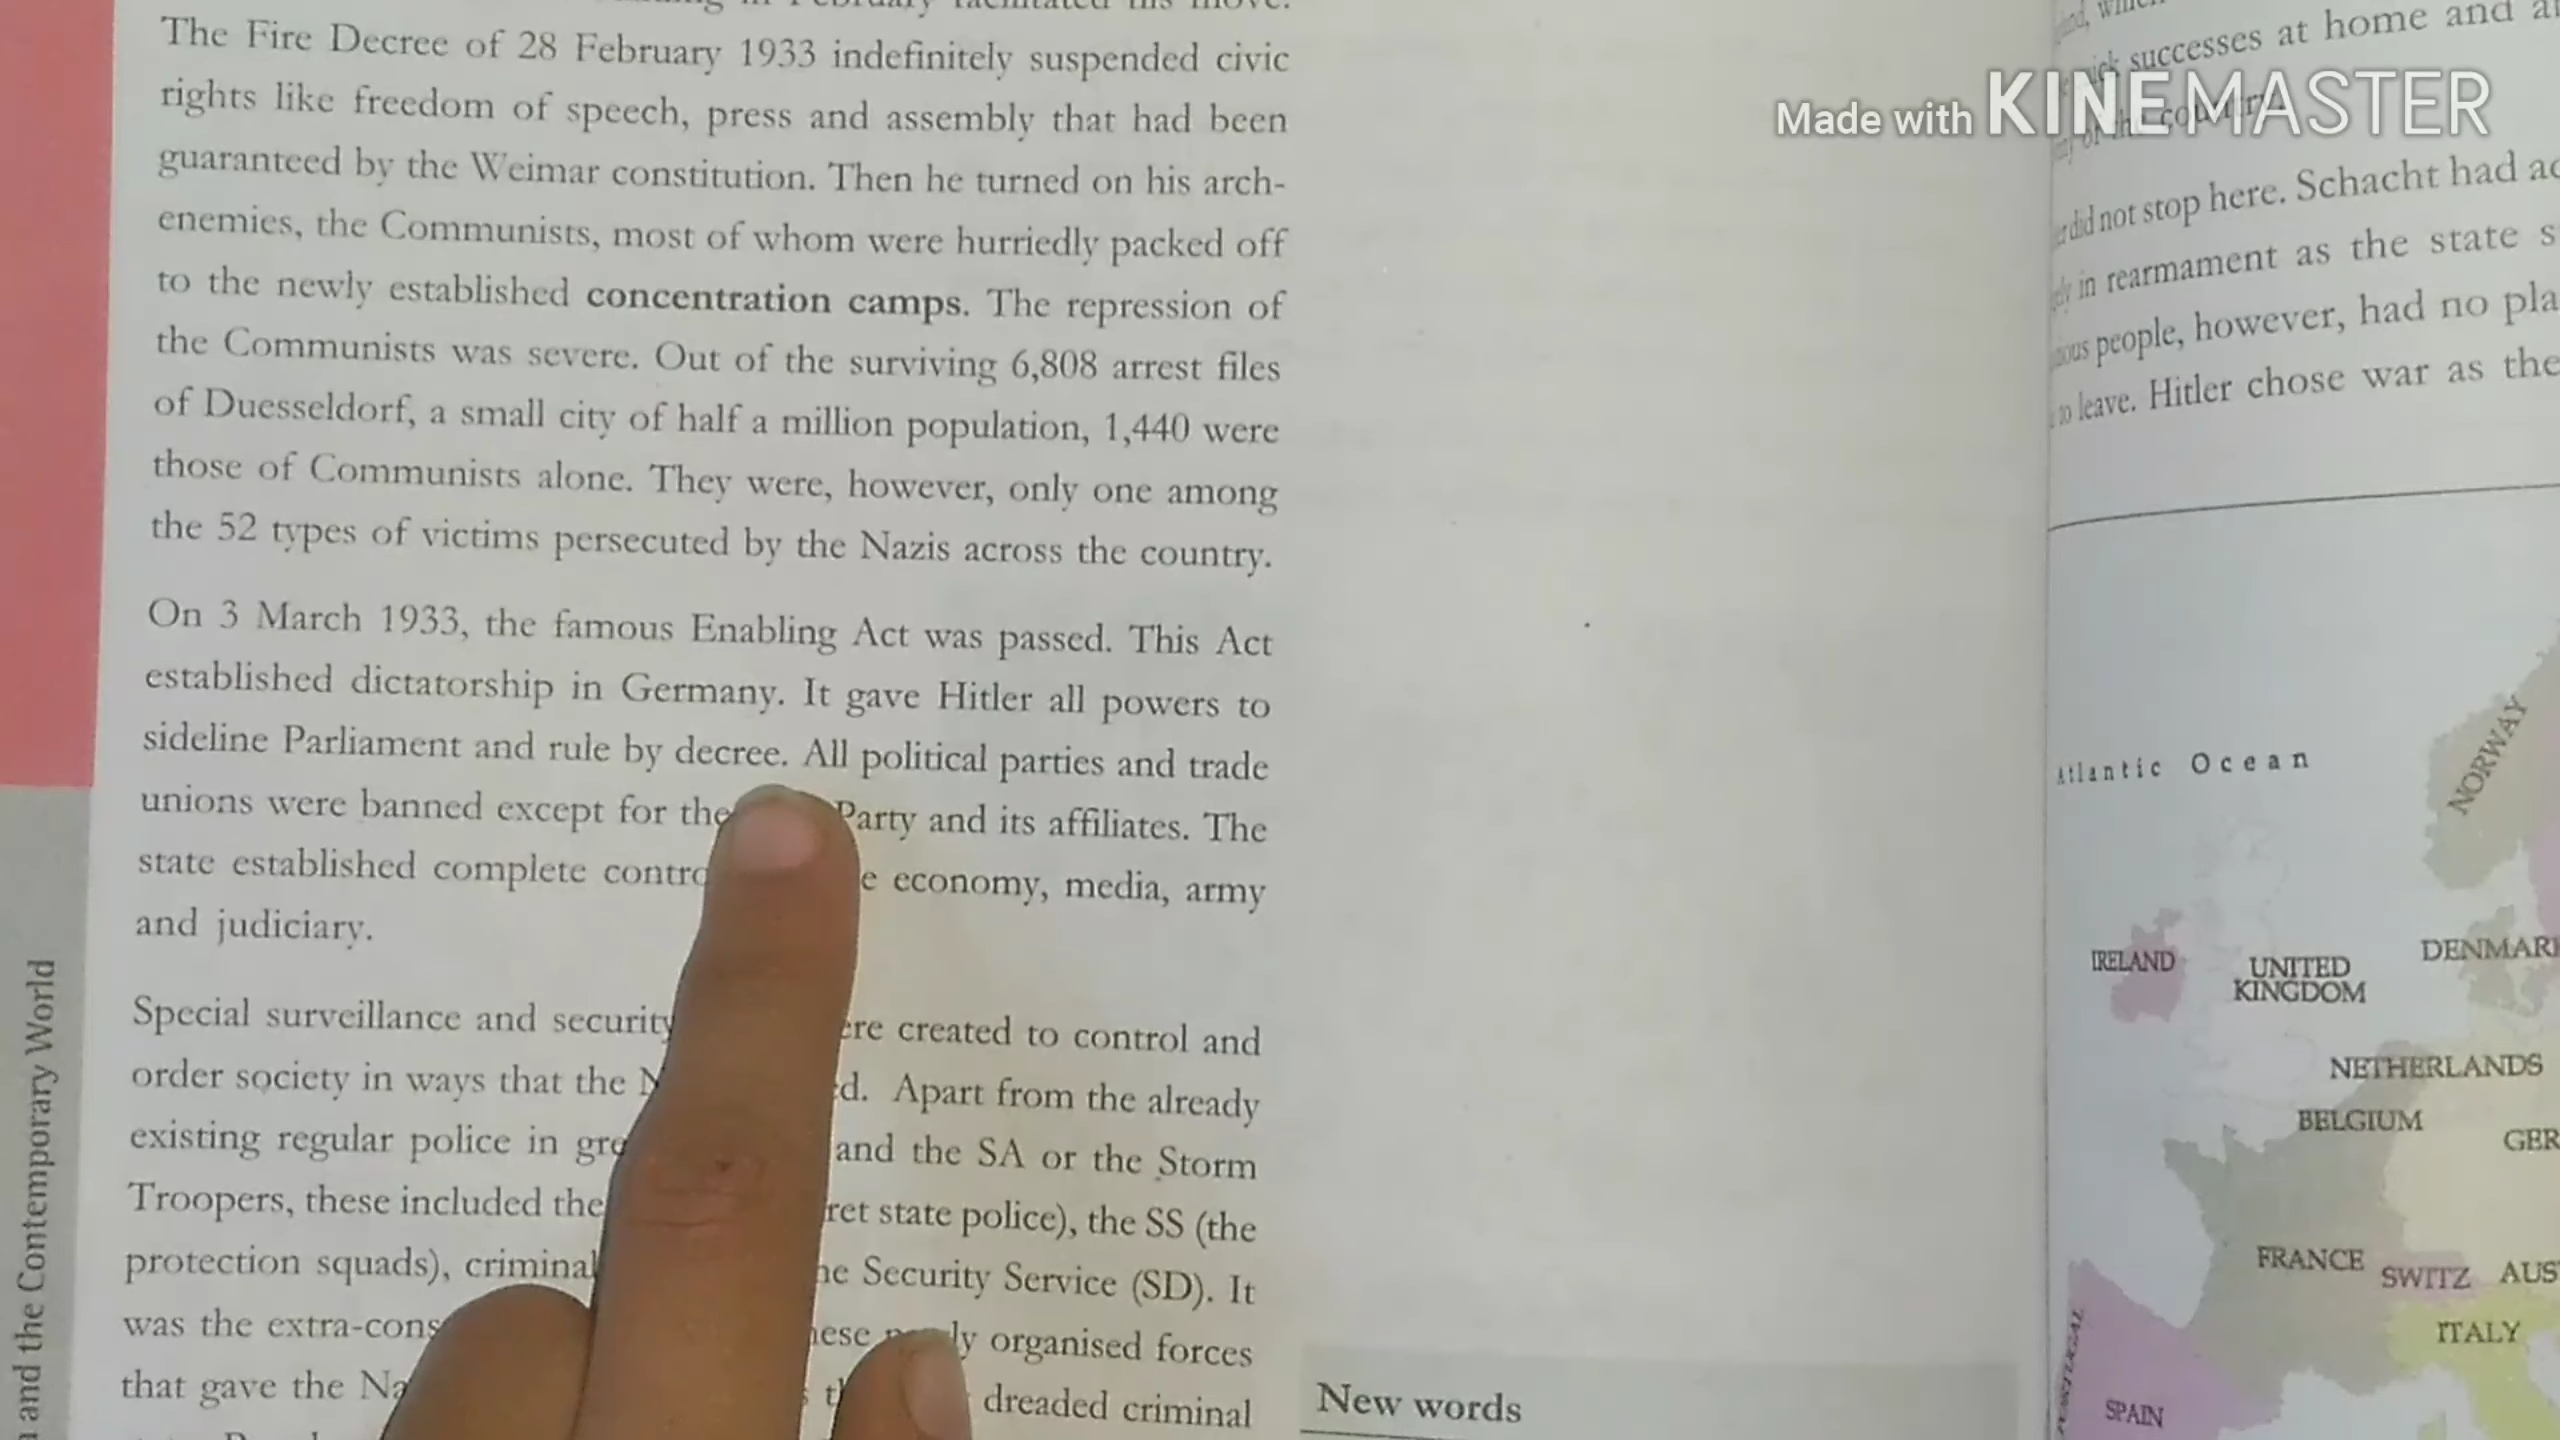 The Fire Decree of 28 February 1933 indefinitely suspended civic
rights like freedom of speech, press and assembly that had been
guaranteed by the Weimar constitution. Then he turned on his arch-
enemies, the Communists, most of whom were hurriedly packed off
to the newly established concentration camps. The repression of
the Communists was severe. Out of the surviving 6,808 arrest files
of Duesseldorf, a small city of half a million population, 1,440 were
those of Communists alone. They were, however, only one among
the 52 types of victims persecuted by the Nazis across the country.
On 3 March 1933, the famous Enabling Act was passed. This Act
established dictatorship in Germany. It gave Hitler all powers to
sideline Parliament and rule by decree. All political parties and trade
unions were banned except for the Party and its affiliates. The
state established complete economy, media, army
and judiciary.
Special surveillance and security created to control and
order society in ways that the Apart from the already
existing regular police in and the SA or the Storm
Troopers, these included the state police), the SS (the
protection squads), criminal Security Service (SD). It
was the organised forces
that gave the dreaded criminal
and the Contemporary World
New words
Made with KINEMASTER
successes at home and
the country.
did not stop here. Schacht had
in rearmament as the state
people, however, had no
to leave. Hitler chose war as the
Atlantic Ocean
NORWAY
IRELAND
UNITED
KINGDOM
DENMARK
NETHERLANDS
BELGIUM
GER
FRANCE
SWITZ
AUS
ITALY
PORTUGAL
SPAIN